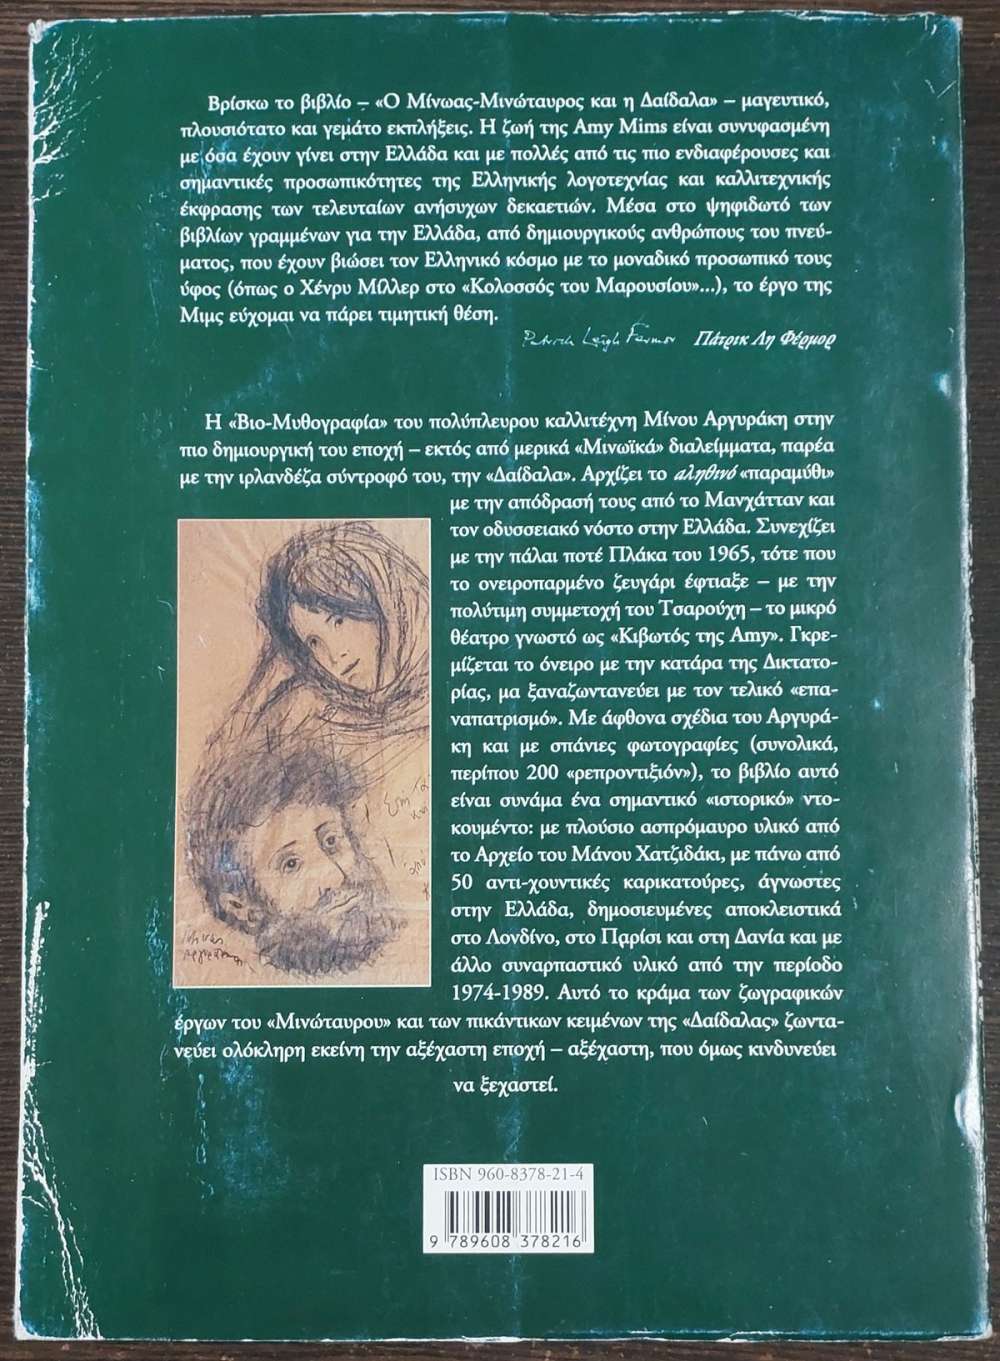 Βρίσκω το βιβλίο – «Ο Μίνωας-Μινώταυρος και η Δαίδαλα» – μαγευτικό,
πλουσιότατο και γεμάτο εκπλήξεις. Η ζωή της Amy Mims είναι συνυφασμένη
με όσα έχουν γίνει στην Ελλάδα και με πολλές από τις πιο ενδιαφέρουσες και
σημαντικές προσωπικότητες της Ελληνικής λογοτεχνίας και καλλιτεχνικής
έκφρασης των τελευταίων ανήσυχων δεκαετιών. Μέσα στο ψηφιδωτό των
βιβλίων γραμμένων για την Ελλάδα, από δημιουργικούς ανθρώπους του πνεύ-
ματος, που έχουν βιώσει τον Ελληνικό κόσμο με το μοναδικό προσωπικό τους
ύφος (όπως ο Χένρυ Μίλλερ στο «Κολοσσός του Μαρουσίου»...), το έργο της
Μιμς εύχομαι να πάρει τιμητική θέση.
Patrick Leigh Fermor Πάτρικ Λη Φέρμορ
Η «Βιο-Μυθογραφία» του πολύπλευρου καλλιτέχνη Μίνου Αργυράκη στην
πιο δημιουργική του εποχή – εκτός από μερικά «Μινωϊκά» διαλείμματα, παρέα
με την ιρλανδέζα σύντροφό του, την «Δαίδαλα». Αρχίζει το αληθινό «παραμύθι»
με την απόδρασή τους από το Μανχάτταν και
τον οδυσσειακό νόστο στην Ελλάδα. Συνεχίζει
με την πάλαι ποτέ Πλάκα του 1965, τότε που
το ονειροπαρμένο ζευγάρι έφτιαξε – με την
πολύτιμη συμμετοχή του Τσαρούχη – το μικρό
θέατρο γνωστό ως «Κιβωτός της Amy». Γκρε-
μίζεται το όνειρο με την κατάρα της Δικτατο-
ρίας, μα ξαναζωντανεύει με τον τελικό «επα-
ναπατρισμό». Με άφθονα σχέδια του Αργυρά-
κη και με σπάνιες φωτογραφίες (συνολικά,
περίπου 200 «ρεπροντιξιόν»), το βιβλίο αυτό
είναι συνάμα ένα σημαντικό «ιστορικό» ντο-
κουμέντο: με πλούσιο ασπρόμαυρο υλικό από
το Αρχείο του Μάνου Χατζιδάκι, με πάνω από
50 αντι-χουντικές καρικατούρες, άγνωστες
στην Ελλάδα, δημοσιευμένες αποκλειστικά
στο Λονδίνο, στο Παρίσι και στη Δανία και με
άλλο συναρπαστικό υλικό από την περίοδο
1974-1989. Αυτό το κράμα των ζωγραφικών
έργων του «Μινώταυρου» και των πικάντικων κειμένων της «Δαίδαλας» ζωντα-
νεύει ολόκληρη εκείνη την αξέχαστη εποχή – αξέχαστη, που όμως κινδυνεύει
να ξεχαστεί.
Μίνως
Αργυράκης
ISBN 960-8378-21-4
9 789608 378216